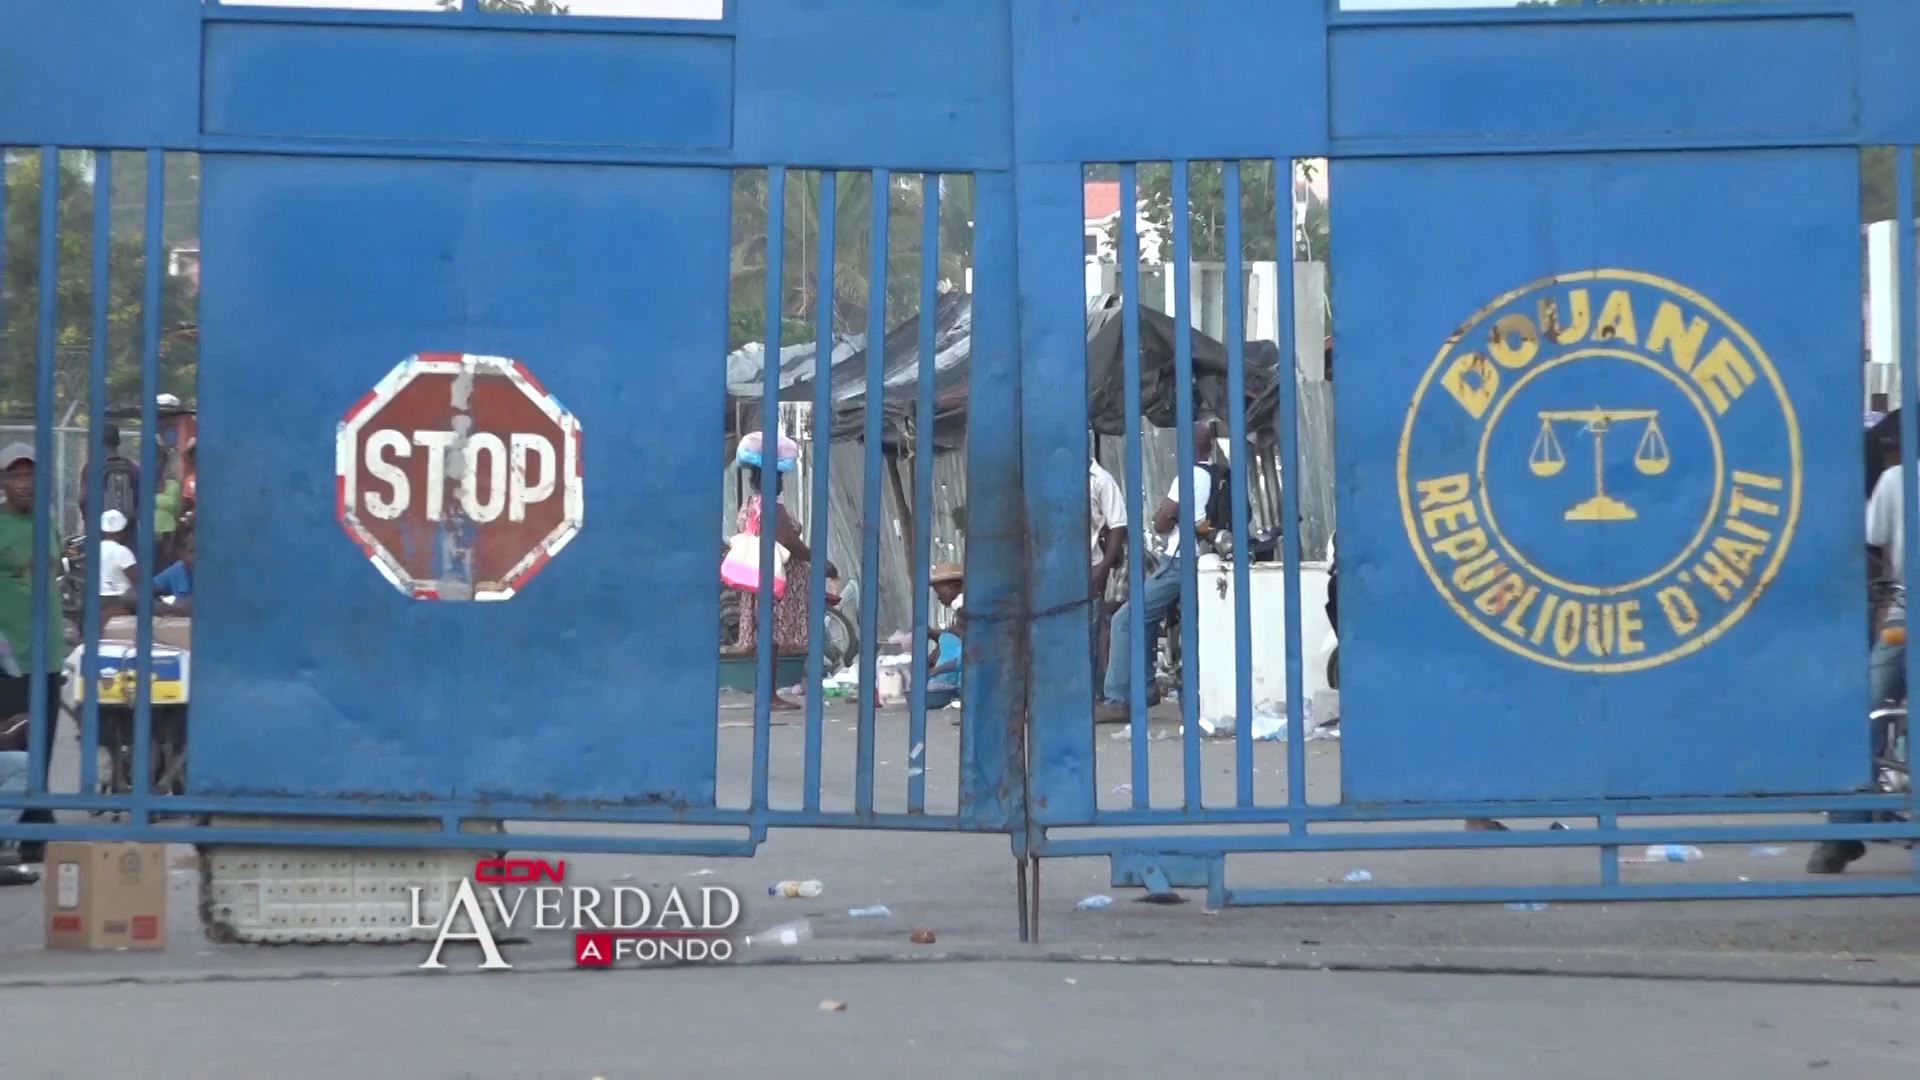 STOP
DOUANE
REPUBLIQUE D'HAITI
CDN
LA VERDAD
A FONDO